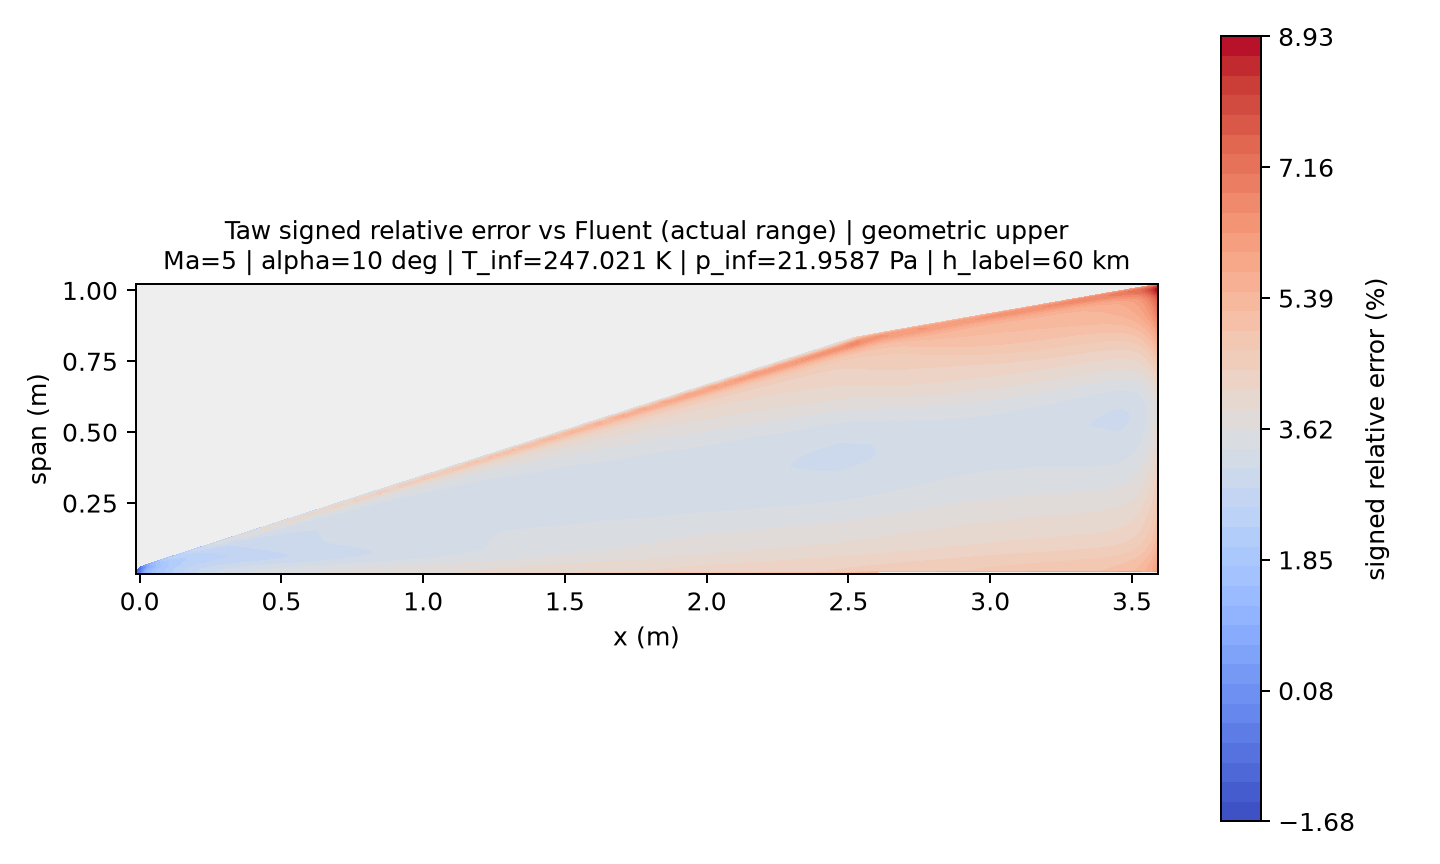 Taw signed relative error vs Fluent (actual range) | geometric upper
Ma=5 | alpha=10 deg | T_inf=247.021 K | p_inf=21.9587 Pa | h_label=60 km
span (m)
1.00
0.75
0.50
0.25
0.0 0.5 1.0 1.5 2.0 2.5 3.0 3.5
x (m)
8.93
7.16
5.39
3.62
1.85
0.08
−1.68
signed relative error (%)